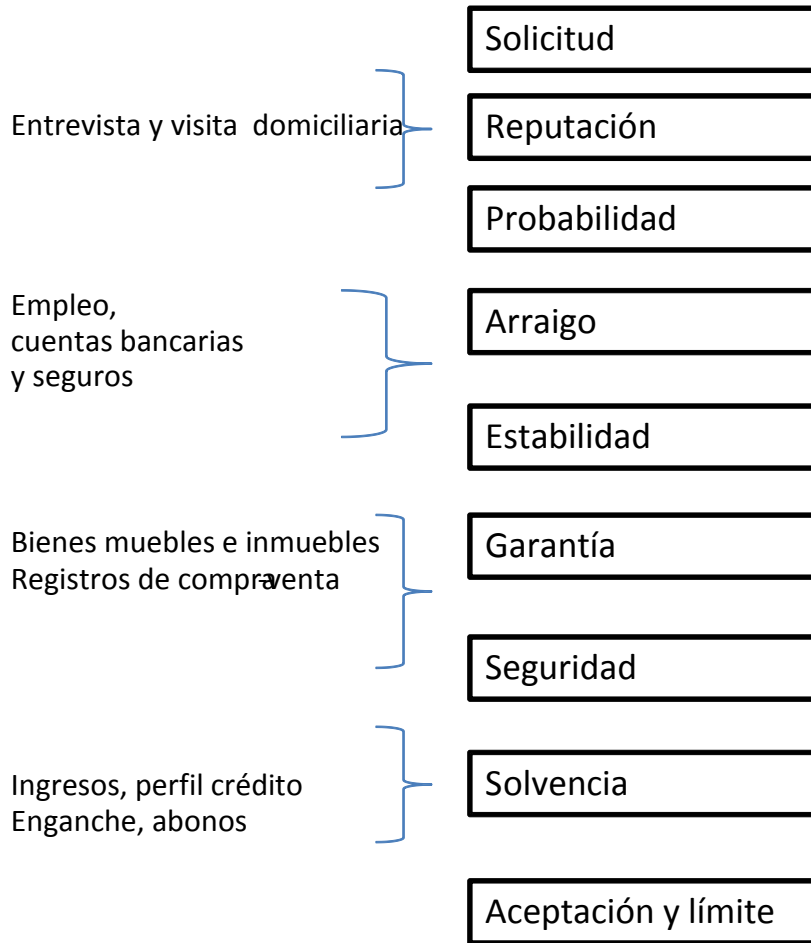 Solicitud
Entrevista y visita domiciliaria
Reputación
Probabilidad
Empleo,
cuentas bancarias
y seguros
Arraigo
Estabilidad
Bienes muebles e inmuebles
Registros de compra-venta
Garantía
Seguridad
Ingresos, perfil crédito
Enganche, abonos
Solvencia
Aceptación y límite